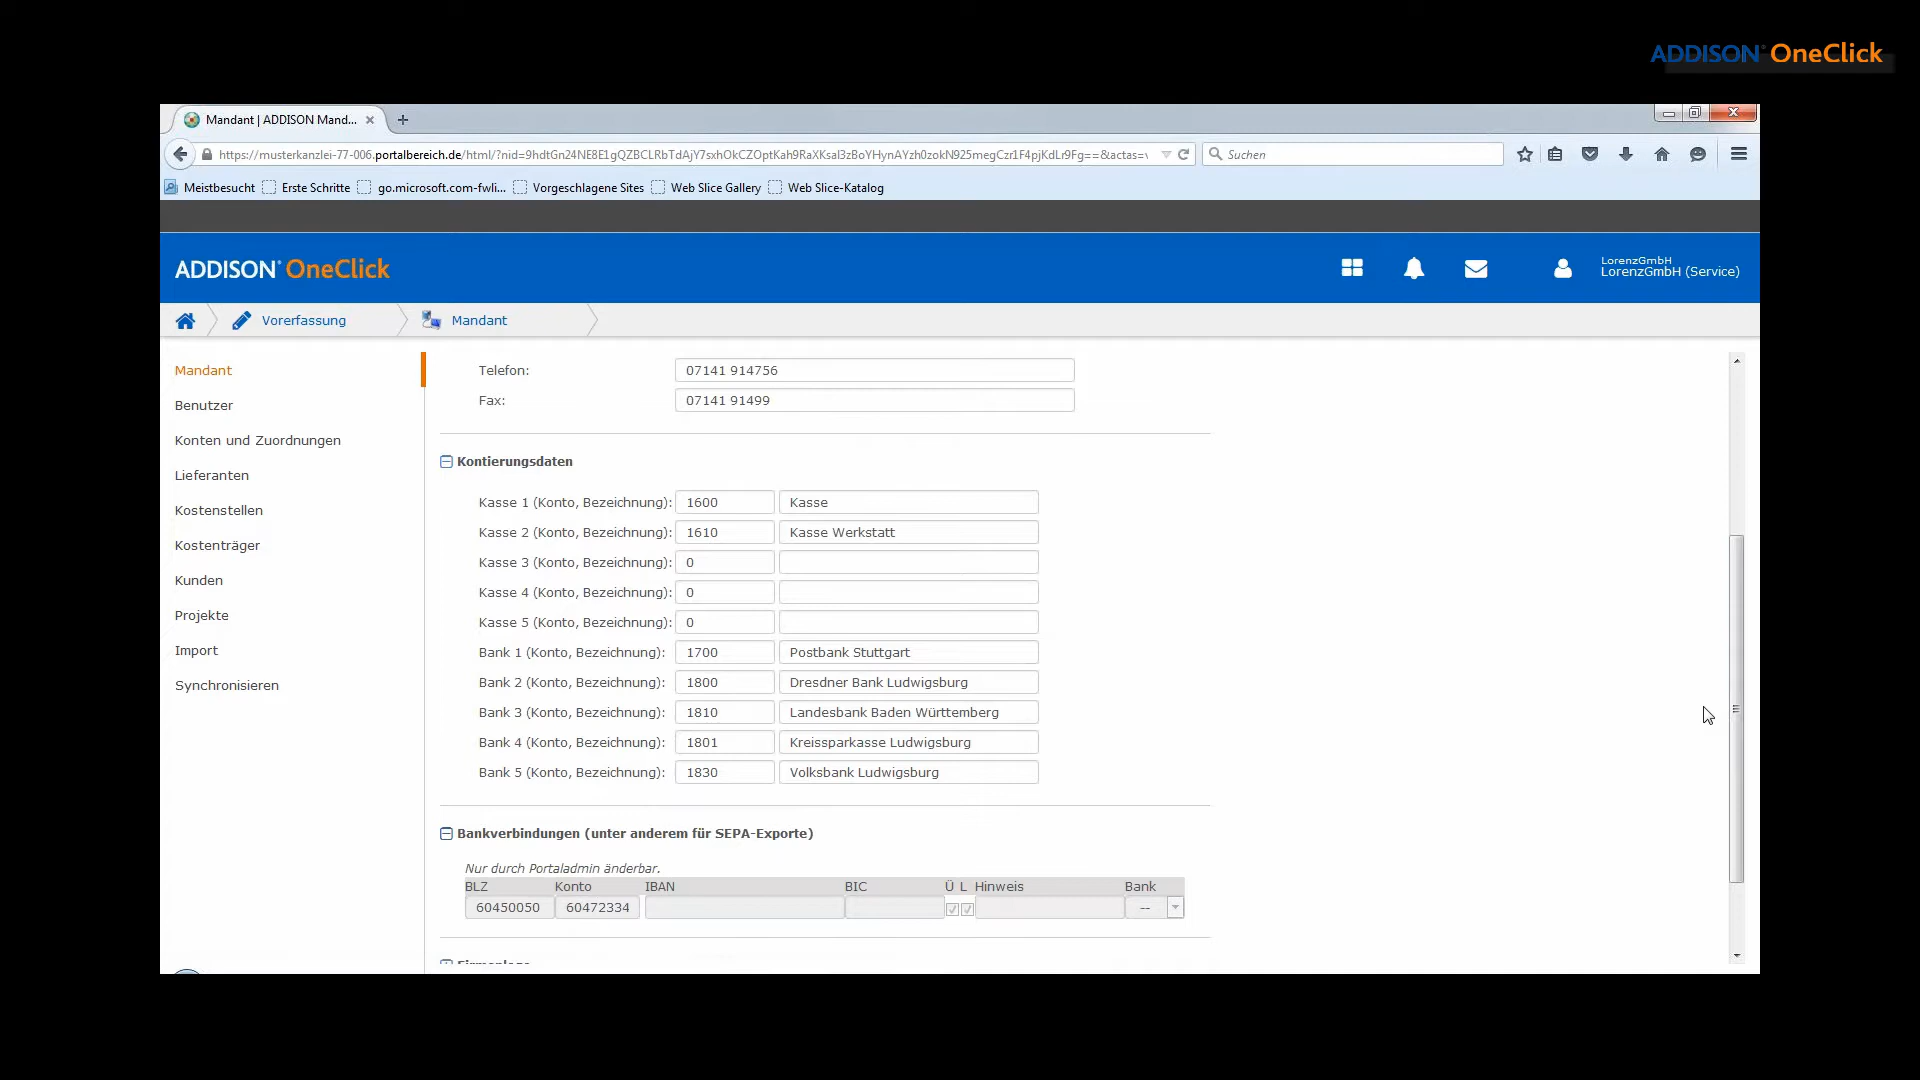 ADDISON OneClick
Mandant | ADDISON Mand...
https://musterkanzlei-77-006.portalbereich.de/html/?nid=9hdtGn24NE8E1gQZBCLRbTdAjY7sxhOkCZOptKah9RaXKsal3zBoYHynAYzh0zokN925megCzr1F4pjKdLr9Fg==&actas=
Suchen
Meistbesucht Erste Schritte go.microsoft.com-fwli... Vorgeschlagene Sites Web Slice Gallery Web Slice-Katalog
ADDISON OneClick
LorenzGmbH
LorenzGmbH (Service)
Vorerfassung Mandant
Mandant
Benutzer
Konten und Zuordnungen
Lieferanten
Kostenstellen
Kostenträger
Kunden
Projekte
Import
Synchronisieren
Telefon: 07141 914756
Fax: 07141 91499
Kontierungsdaten
Kasse 1 (Konto, Bezeichnung): 1600 Kasse
Kasse 2 (Konto, Bezeichnung): 1610 Kasse Werkstatt
Kasse 3 (Konto, Bezeichnung): 0
Kasse 4 (Konto, Bezeichnung): 0
Kasse 5 (Konto, Bezeichnung): 0
Bank 1 (Konto, Bezeichnung): 1700 Postbank Stuttgart
Bank 2 (Konto, Bezeichnung): 1800 Dresdner Bank Ludwigsburg
Bank 3 (Konto, Bezeichnung): 1810 Landesbank Baden Württemberg
Bank 4 (Konto, Bezeichnung): 1801 Kreissparkasse Ludwigsburg
Bank 5 (Konto, Bezeichnung): 1830 Volksbank Ludwigsburg
Bankverbindungen (unter anderem für SEPA-Exporte)
Nur durch Portaladmin änderbar.
BLZ Konto IBAN BIC Ü L Hinweis Bank
60450050 60472334 --